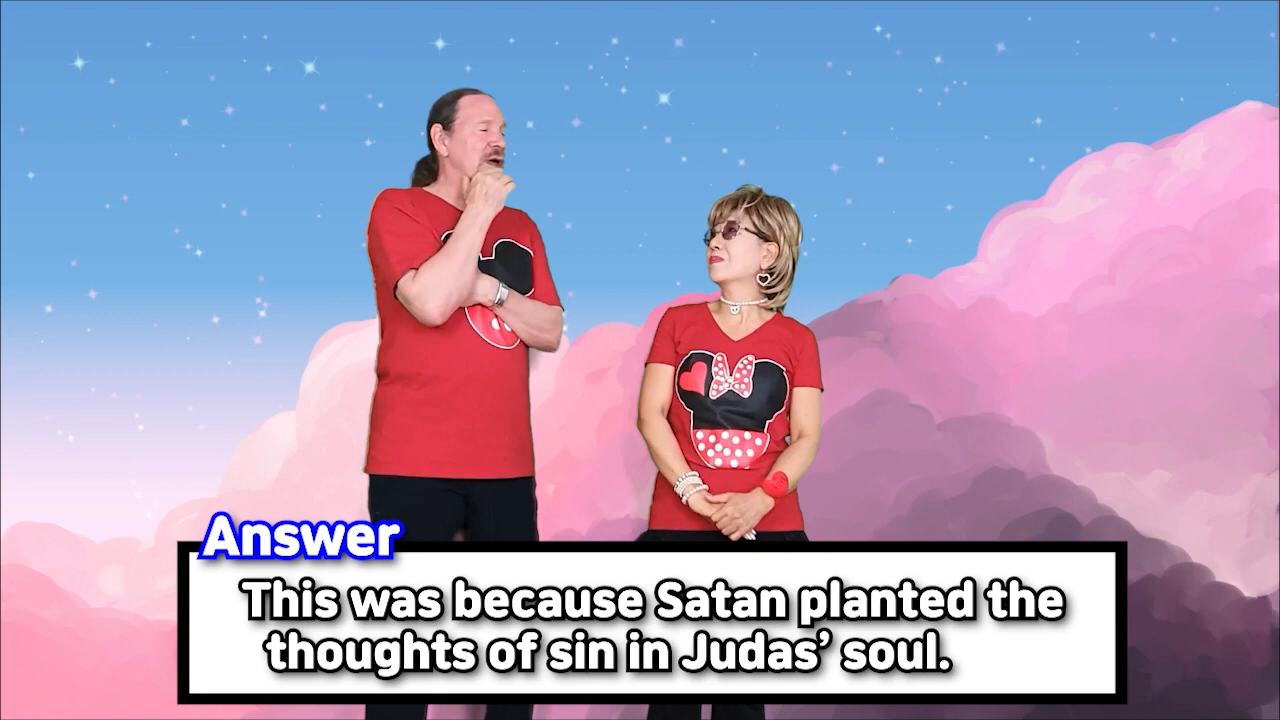 Answer
This was because Satan planted the
thoughts of sin in Judas’ soul.